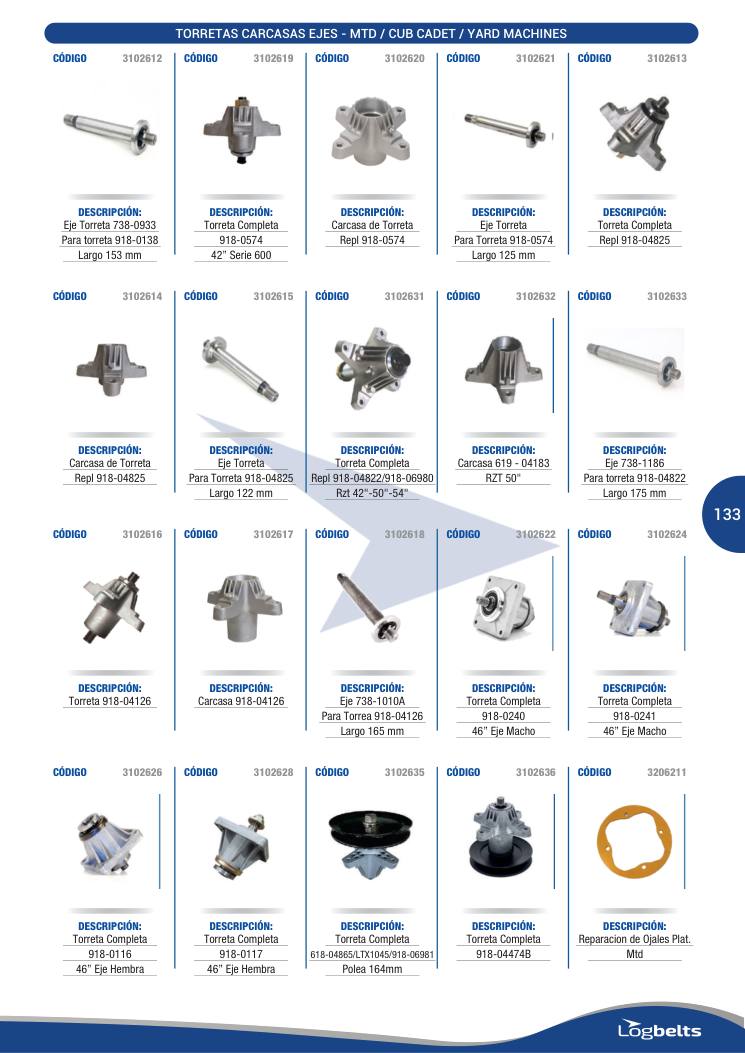 TORRETAS CARCASAS EJES - MTD / CUB CADET / YARD MACHINES
CÓDIGO 3102612
DESCRIPCIÓN:
Eje Torreta 738-0933
Para torreta 918-0138
Largo 153 mm
CÓDIGO 3102619
DESCRIPCIÓN:
Torreta Completa
918-0574
42” Serie 600
CÓDIGO 3102620
DESCRIPCIÓN:
Carcasa de Torreta
Repl 918-0574
CÓDIGO 3102621
DESCRIPCIÓN:
Eje Torreta
Para Torreta 918-0574
Largo 125 mm
CÓDIGO 3102613
DESCRIPCIÓN:
Torreta Completa
Repl 918-04825
CÓDIGO 3102614
DESCRIPCIÓN:
Carcasa de Torreta
Repl 918-04825
CÓDIGO 3102615
DESCRIPCIÓN:
Eje Torreta
Para Torreta 918-04825
Largo 122 mm
CÓDIGO 3102631
DESCRIPCIÓN:
Torreta Completa
Repl 918-04822/918-06980
Rzt 42"-50"-54"
CÓDIGO 3102632
DESCRIPCIÓN:
Carcasa 619 - 04183
RZT 50"
CÓDIGO 3102633
DESCRIPCIÓN:
Eje 738-1186
Para torreta 918-04822
Largo 175 mm
133
CÓDIGO 3102616
DESCRIPCIÓN:
Torreta 918-04126
CÓDIGO 3102617
DESCRIPCIÓN:
Carcasa 918-04126
CÓDIGO 3102618
DESCRIPCIÓN:
Eje 738-1010A
Para Torrea 918-04126
Largo 165 mm
CÓDIGO 3102622
DESCRIPCIÓN:
Torreta Completa
918-0240
46” Eje Macho
CÓDIGO 3102624
DESCRIPCIÓN:
Torreta Completa
918-0241
46” Eje Macho
CÓDIGO 3102626
DESCRIPCIÓN:
Torreta Completa
918-0116
46” Eje Hembra
CÓDIGO 3102628
DESCRIPCIÓN:
Torreta Completa
918-0117
46” Eje Hembra
CÓDIGO 3102635
DESCRIPCIÓN:
Torreta Completa
618-04865/LTX1045/918-06981
Polea 164mm
CÓDIGO 3102636
DESCRIPCIÓN:
Torreta Completa
918-04474B
CÓDIGO 3206211
DESCRIPCIÓN:
Reparacion de Ojales Plat.
Mtd
Logbelts